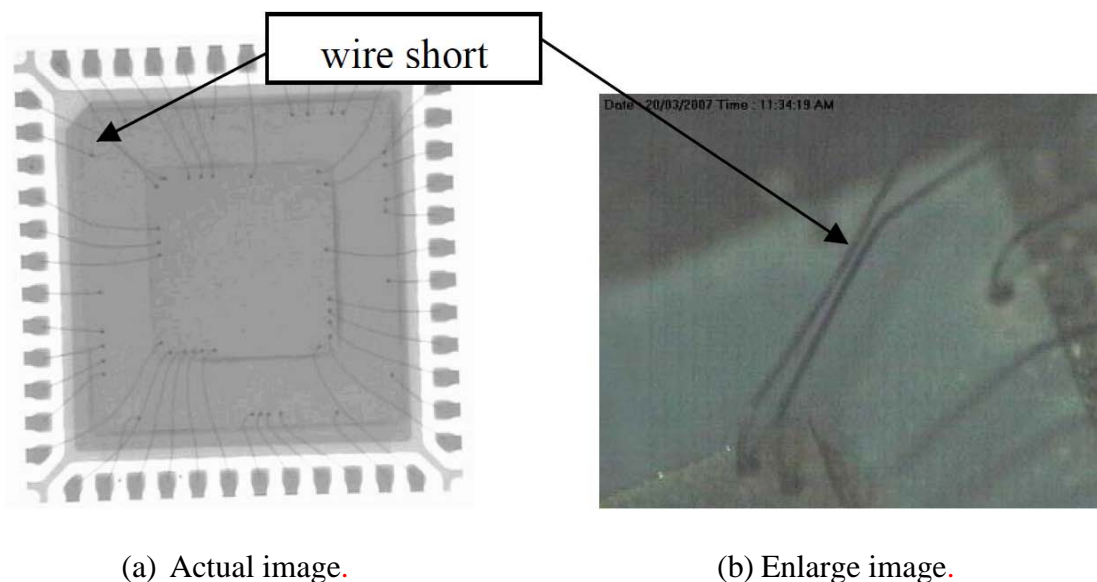 wire short
Date : 20/03/2007 Time : 11:34:19 AM
(a) Actual image.
(b) Enlarge image.